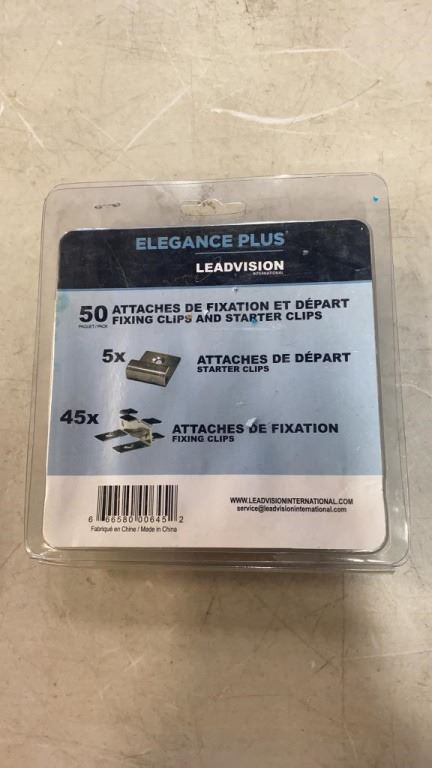 ELEGANCE PLUS
LEADVISION
INTERNATIONAL
50 ATTACHES DE FIXATION ET DÉPART
PAQUET/PACK FIXING CLIPS AND STARTER CLIPS
5x ATTACHES DE DÉPART
STARTER CLIPS
45x ATTACHES DE FIXATION
FIXING CLIPS
WWW.LEADVISIONINTERNATIONAL.COM
service@leadvisioninternational.com
6 66580 00645 2
Fabriqué en Chine / Made in China